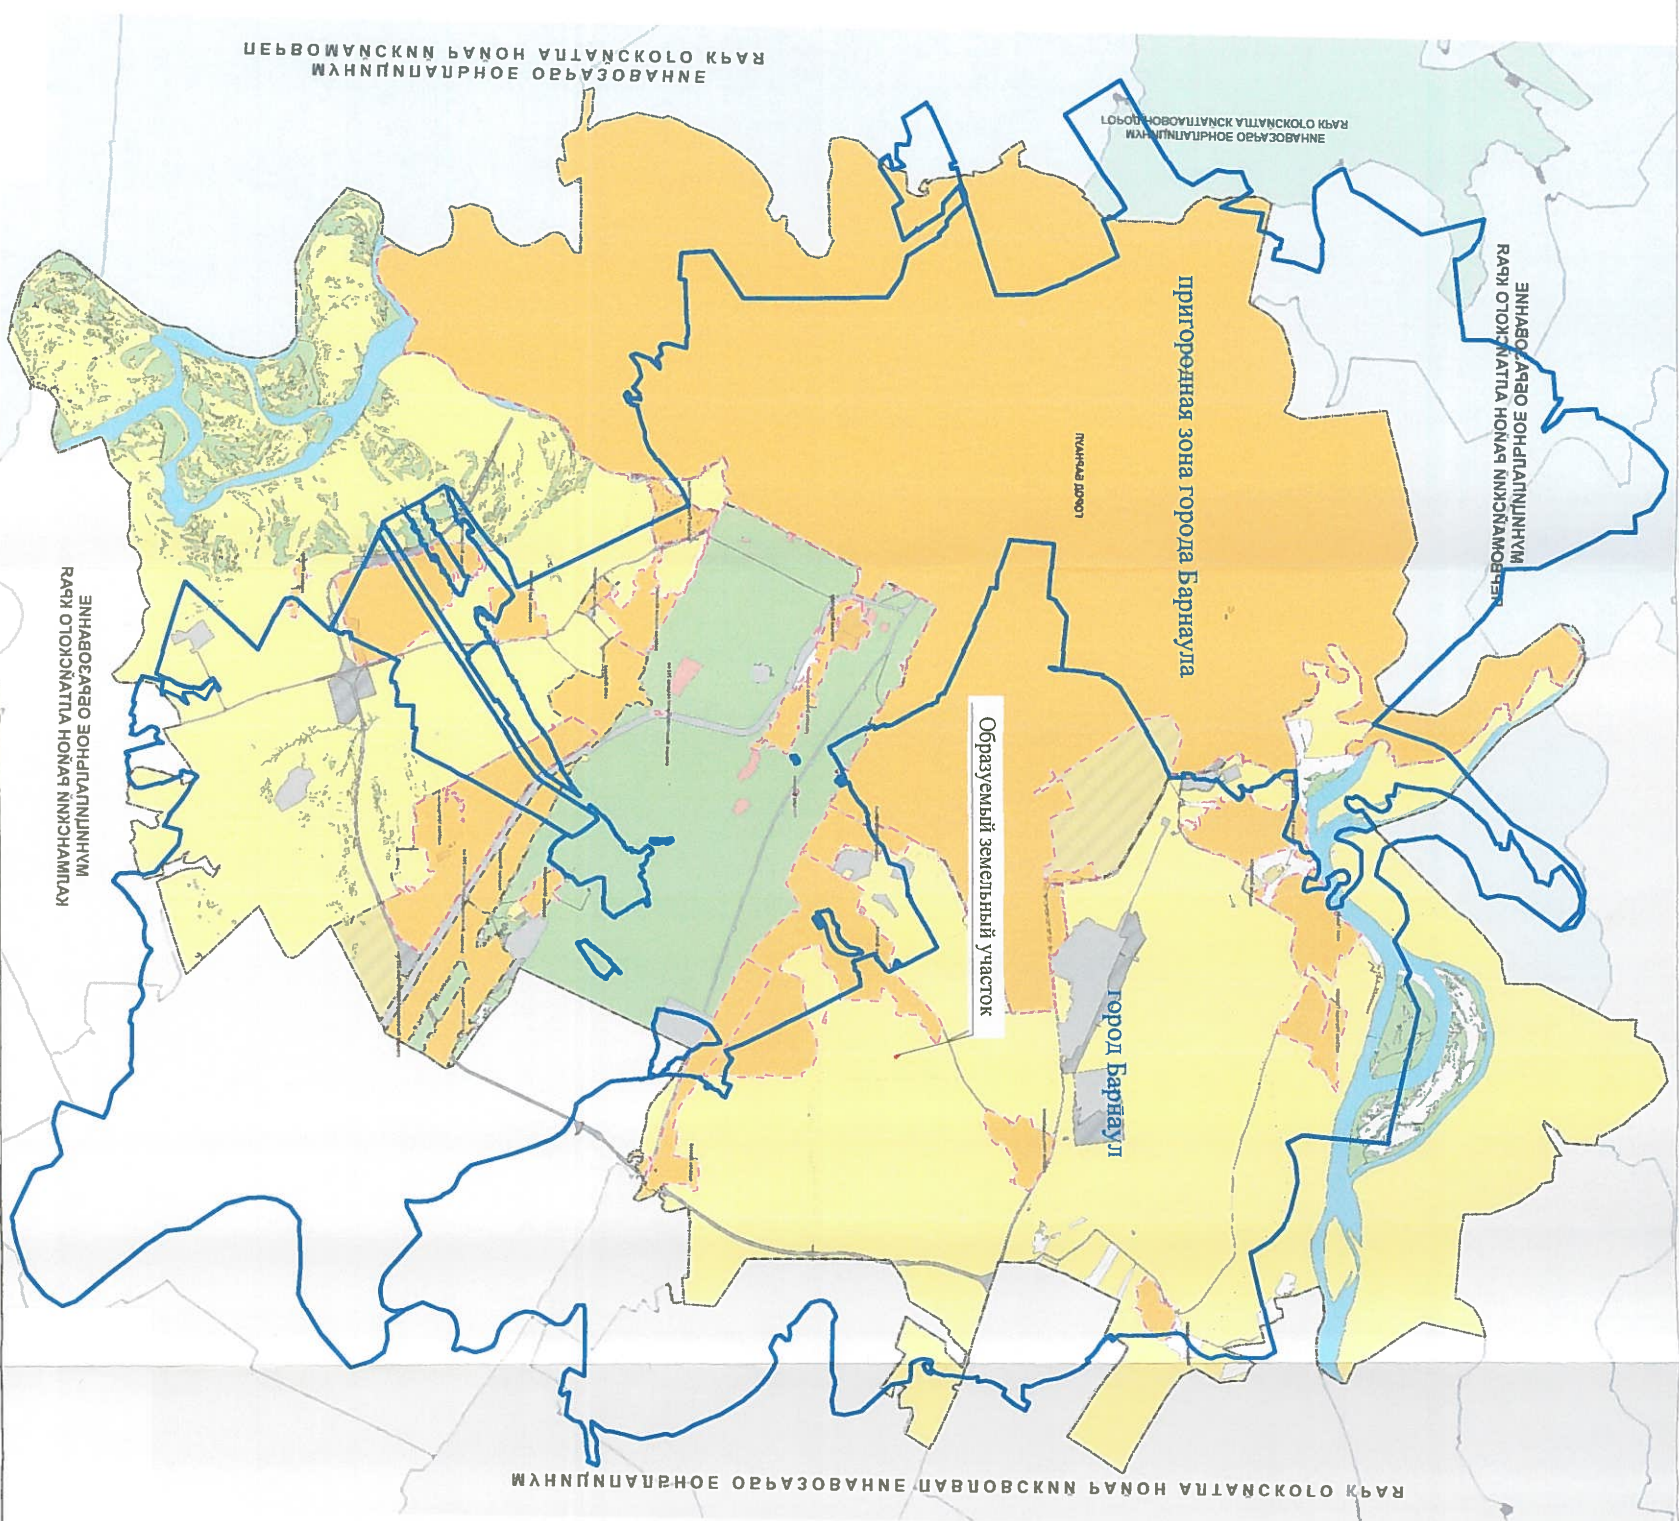 ПЕРВОМАЙСКИЙ РАЙОН АЛТАЙСКОГО КРАЯ
МУНИЦИПАЛЬНОЕ ОБРАЗОВАНИЕ
ГОРОД НОВОАЛТАЙСК АЛТАЙСКОГО КРАЯ
МУНИЦИПАЛЬНОЕ ОБРАЗОВАНИЕ
МУНИЦИПАЛЬНОЕ ОБРАЗОВАНИЕ
ПЕРВОМАЙСКИЙ РАЙОН АЛТАЙСКОГО КРАЯ
пригородная зона города Барнаула
ГОРОД БАРНАУЛ
Образуемый земельный участок
город Барнаул
МУНИЦИПАЛЬНОЕ ОБРАЗОВАНИЕ
КАЛМАНСКИЙ РАЙОН АЛТАЙСКОГО КРАЯ
МУНИЦИПАЛЬНОЕ ОБРАЗОВАНИЕ ПАВЛОВСКИЙ РАЙОН АЛТАЙСКОГО КРАЯ